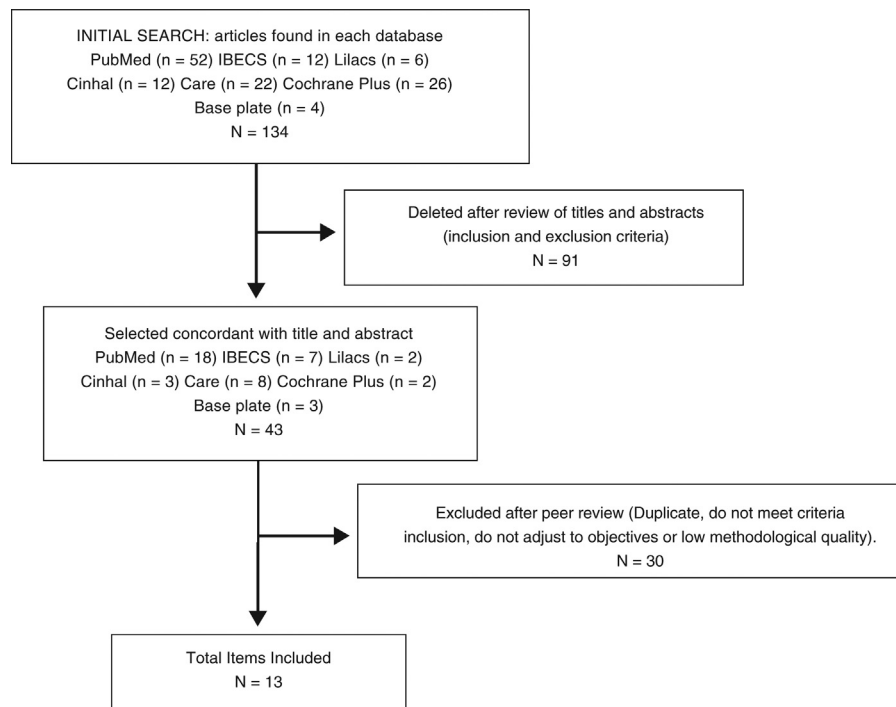 INITIAL SEARCH: articles found in each database
PubMed (n = 52) IBECS (n = 12) Lilacs (n = 6)
Cinhal (n = 12) Care (n = 22) Cochrane Plus (n = 26)
Base plate (n = 4)
N = 134
Deleted after review of titles and abstracts
(inclusion and exclusion criteria)
N = 91
Selected concordant with title and abstract
PubMed (n = 18) IBECS (n = 7) Lilacs (n = 2)
Cinhal (n = 3) Care (n = 8) Cochrane Plus (n = 2)
Base plate (n = 3)
N = 43
Excluded after peer review (Duplicate, do not meet criteria
inclusion, do not adjust to objectives or low methodological quality).
N = 30
Total Items Included
N = 13